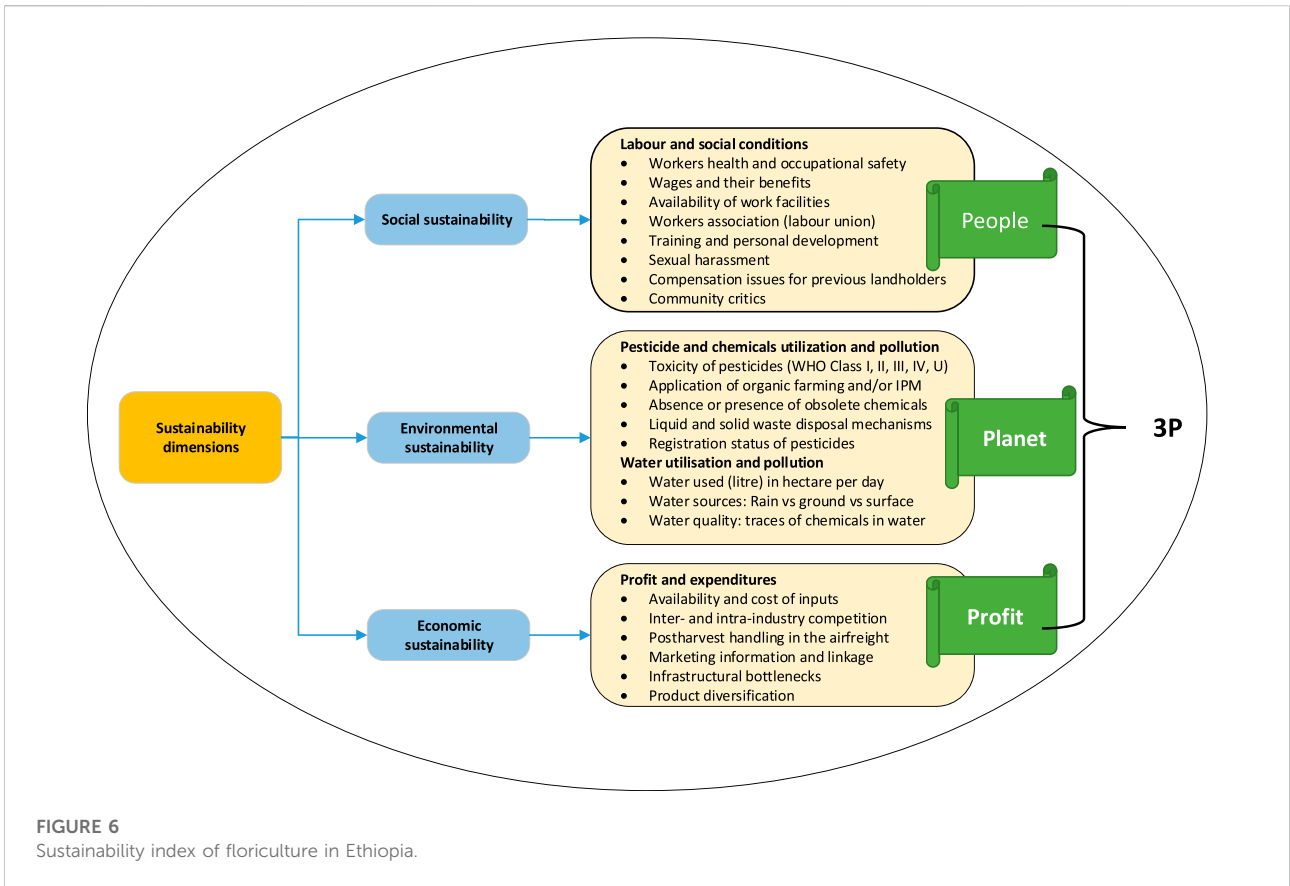 Labour and social conditions
• Workers health and occupational safety
• Wages and their benefits
• Availability of work facilities
• Workers association (labour union)
• Training and personal development
• Sexual harassment
• Compensation issues for previous landholders
• Community critics
Social sustainability
People
Pesticide and chemicals utilization and pollution
• Toxicity of pesticides (WHO Class I, II, III, IV, U)
• Application of organic farming and/or IPM
• Absence or presence of obsolete chemicals
• Liquid and solid waste disposal mechanisms
• Registration status of pesticides
Water utilisation and pollution
• Water used (litre) in hectare per day
• Water sources: Rain vs ground vs surface
• Water quality: traces of chemicals in water
Sustainability
dimensions
Environmental
sustainability
Planet
3P
Profit and expenditures
• Availability and cost of inputs
• Inter- and intra-industry competition
• Postharvest handling in the airfreight
• Marketing information and linkage
• Infrastructural bottlenecks
• Product diversification
Economic
sustainability
Profit
FIGURE 6
Sustainability index of floriculture in Ethiopia.